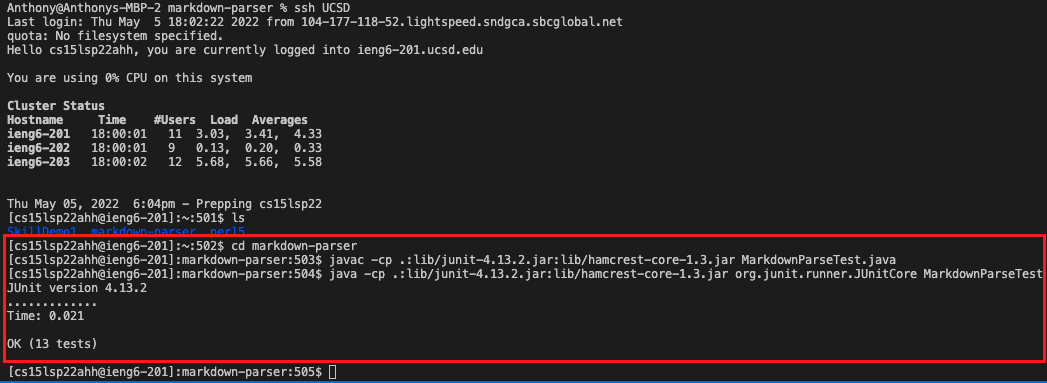 Anthony@Anthonys-MBP-2 markdown-parser % ssh UCSD
Last login: Thu May  5 18:02:22 2022 from 104-177-118-52.lightspeed.sndgca.sbcglobal.net
quota: No filesystem specified.
Hello cs15lsp22ahh, you are currently logged into ieng6-201.ucsd.edu
You are using 0% CPU on this system
Cluster Status
Hostname     Time    #Users  Load  Averages
ieng6-201   18:00:01   11  3.03,  3.41,  4.33
ieng6-202   18:00:01   9  0.13,  0.20,  0.33
ieng6-203   18:00:02   12  5.68,  5.66,  5.58
Thu May 05, 2022  6:04pm - Prepping cs15lsp22
[cs15lsp22ahh@ieng6-201]:~:501$ ls
SkillDemo1  markdown-parser  perl5
[cs15lsp22ahh@ieng6-201]:~:502$ cd markdown-parser
[cs15lsp22ahh@ieng6-201]:markdown-parser:503$ javac -cp .:lib/junit-4.13.2.jar:lib/hamcrest-core-1.3.jar MarkdownParseTest.java
[cs15lsp22ahh@ieng6-201]:markdown-parser:504$ java -cp .:lib/junit-4.13.2.jar:lib/hamcrest-core-1.3.jar org.junit.runner.JUnitCore MarkdownParseTest
JUnit version 4.13.2
.............
Time: 0.021
OK (13 tests)
[cs15lsp22ahh@ieng6-201]:markdown-parser:505$